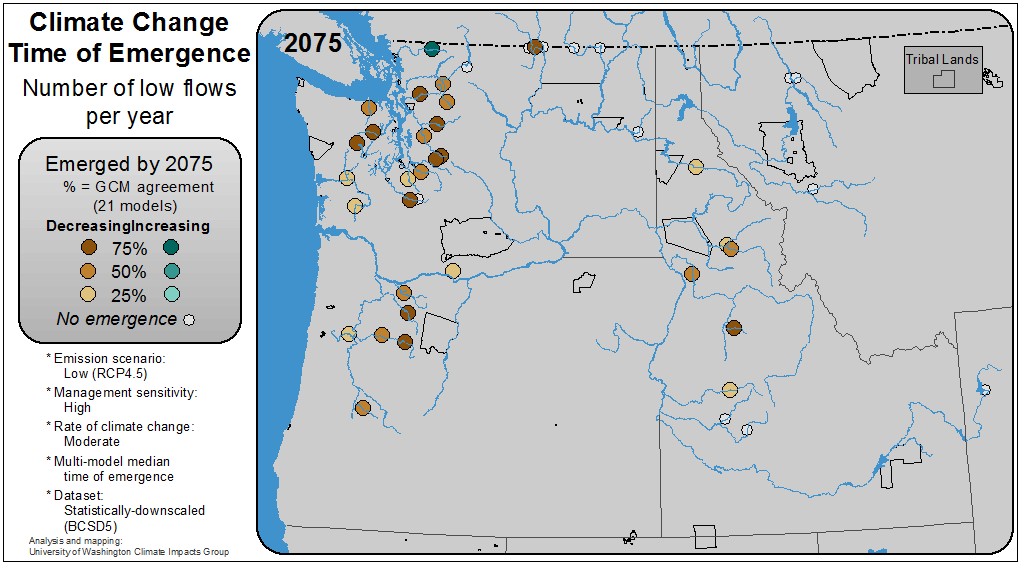 Climate Change
Time of Emergence
Number of low flows
per year
Emerged by 2075
% = GCM agreement
(21 models)
DecreasingIncreasing
75%
50%
25%
No emergence
* Emission scenario:
Low (RCP4.5)
* Management sensitivity:
High
* Rate of climate change:
Moderate
* Multi-model median
time of emergence
* Dataset:
Statistically-downscaled
(BCSD5)
Analysis and mapping:
University of Washington Climate Impacts Group
2075
Tribal Lands